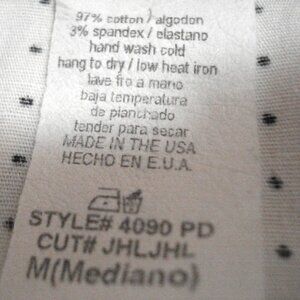 97% cotton / algodon
3% spandex / elastano
hand wash cold
hang to dry / low heat iron
lave fro a mano
baja temperatura
de planchado
tender para secar
MADE IN THE USA
HECHO EN E.U.A.
STYLE# 4090 PD
CUT# JHLJHL
M(Mediano)